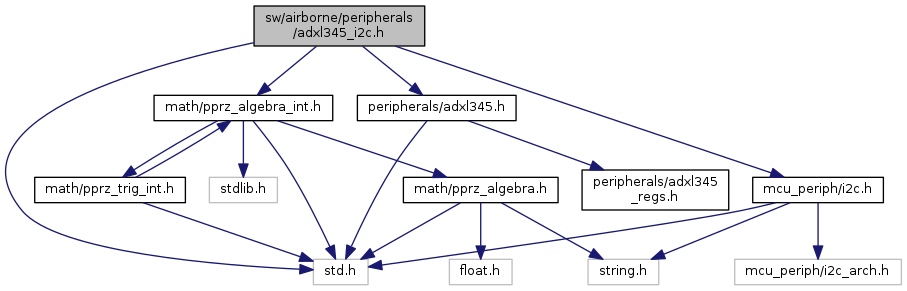 sw/airborne/peripherals
/adxl345_i2c.h
math/pprz_algebra_int.h
peripherals/adxl345.h
math/pprz_trig_int.h
stdlib.h
math/pprz_algebra.h
peripherals/adxl345
_regs.h
mcu_periph/i2c.h
std.h
float.h
string.h
mcu_periph/i2c_arch.h